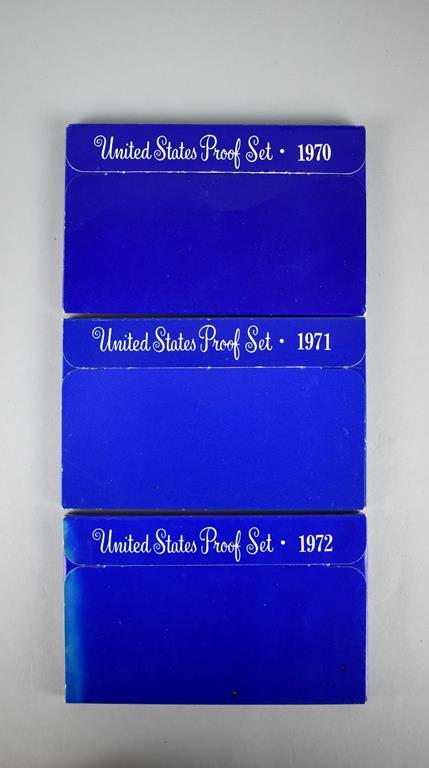 United States Proof Set • 1970
United States Proof Set • 1971
United States Proof Set • 1972